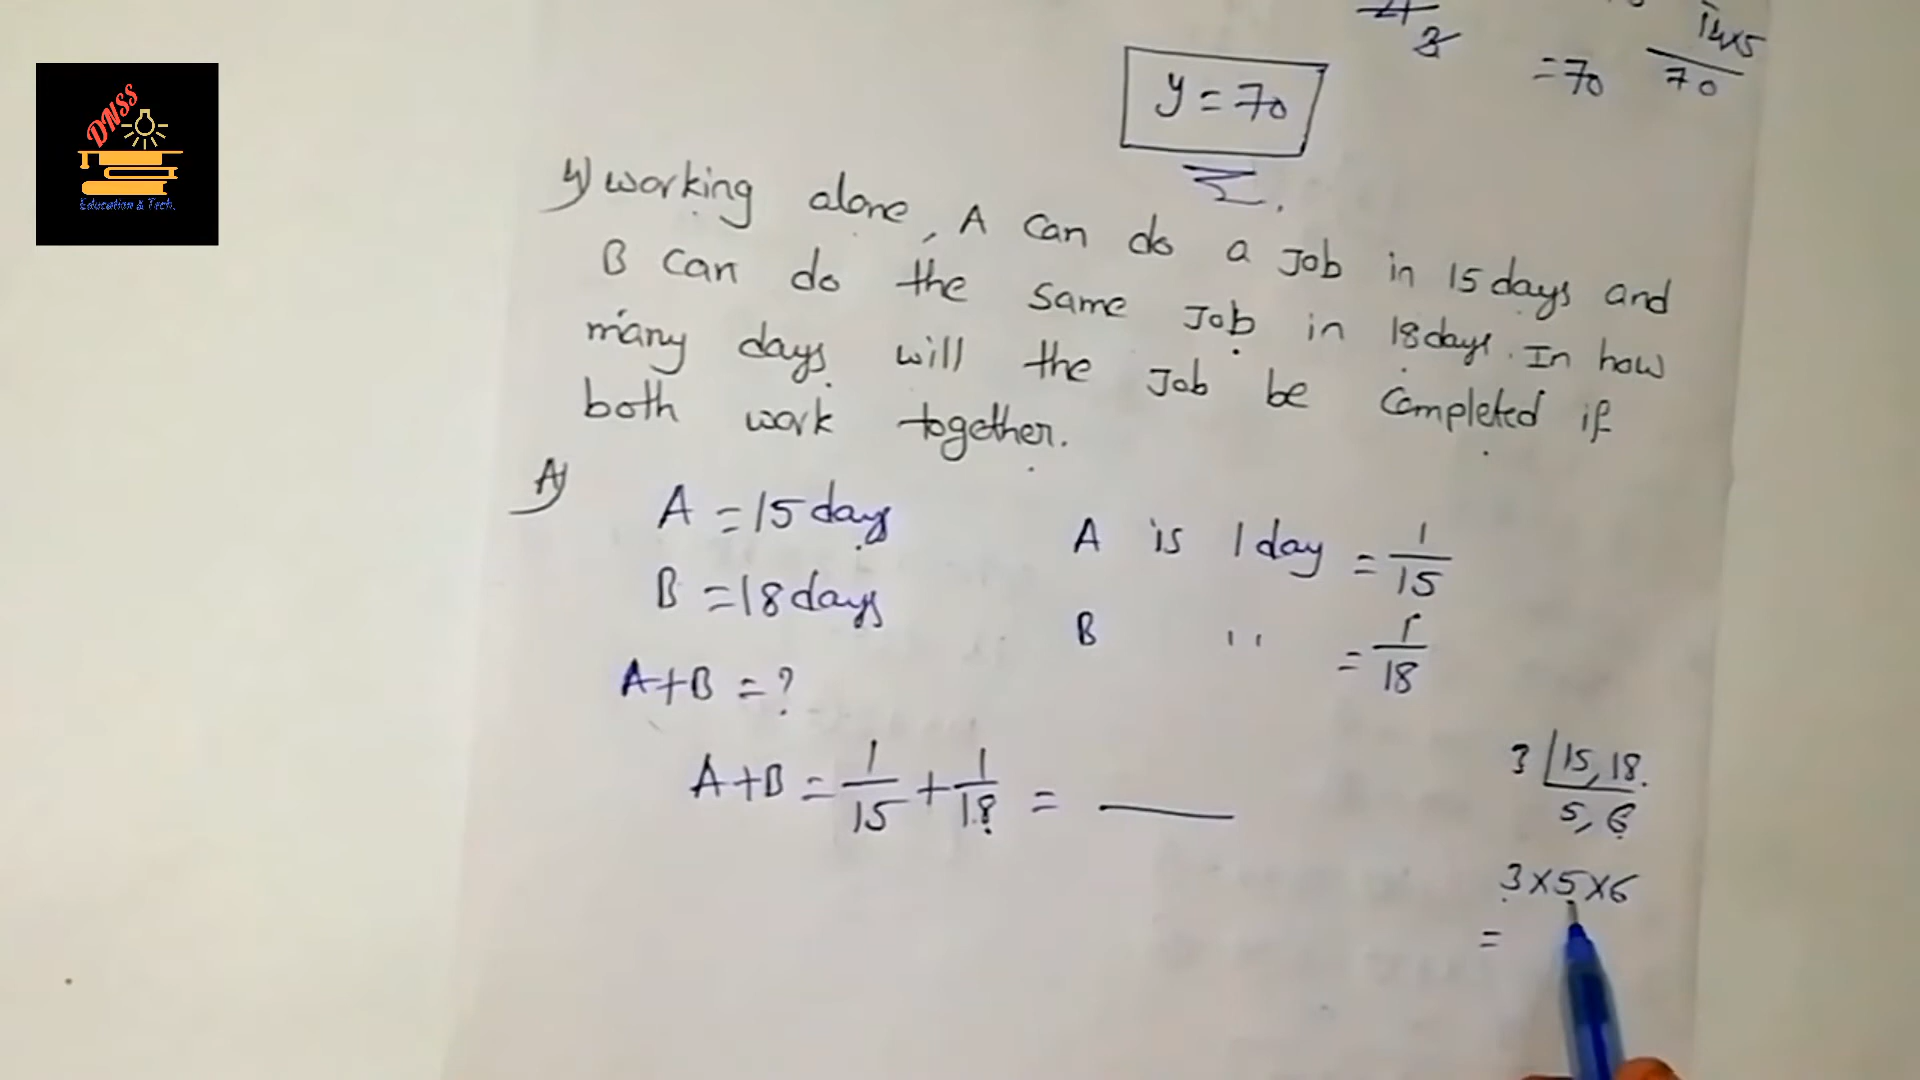 DNSS
Education & Tech.
3
=70
14x5
70
y = 70
4) working alone, A can do a Job in 15 days and
B can do the same Job in 18 days. In how
many days will the Job be completed if
both work together.
A)
A = 15 days
B = 18 days
A+B = ?
A is 1 day = 1/15
B " = 1/18
A+B = 1/15 + 1/18 =
3 15, 18.
5, 6
3x5x6
=